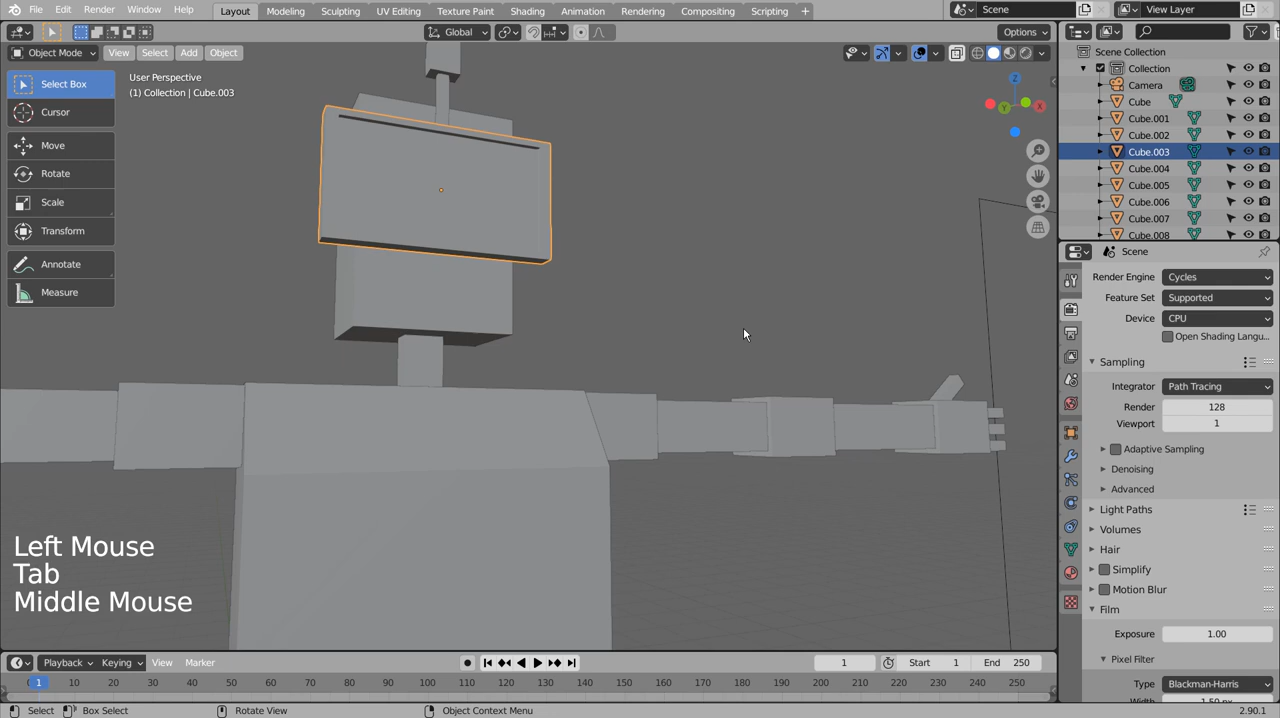 File Edit Render Window Help Layout Modeling Sculpting UV Editing Texture Paint Shading Animation Rendering Compositing Scripting + Scene View Layer
Global Options
Object Mode View Select Add Object
Select Box
Cursor
Move
Rotate
Scale
Transform
Annotate
Measure
User Perspective
(1) Collection | Cube.003
Z
Y
X
Left Mouse
Tab
Middle Mouse
Scene Collection
Collection
Camera
Cube
Cube.001
Cube.002
Cube.003
Cube.004
Cube.005
Cube.006
Cube.007
Cube.008
Scene
Render Engine Cycles
Feature Set Supported
Device CPU
Open Shading Langu...
Sampling
Integrator Path Tracing
Render 128
Viewport 1
Adaptive Sampling
Denoising
Advanced
Light Paths
Volumes
Hair
Simplify
Motion Blur
Film
Exposure 1.00
Pixel Filter
Type Blackman-Harris
Width 1.50 px
Playback Keying View Marker 1 Start 1 End 250
1 10 20 30 40 50 60 70 80 90 100 110 120 130 140 150 160 170 180 190 200 210 220 230 240 250
Select Box Select Rotate View Object Context Menu 2.90.1